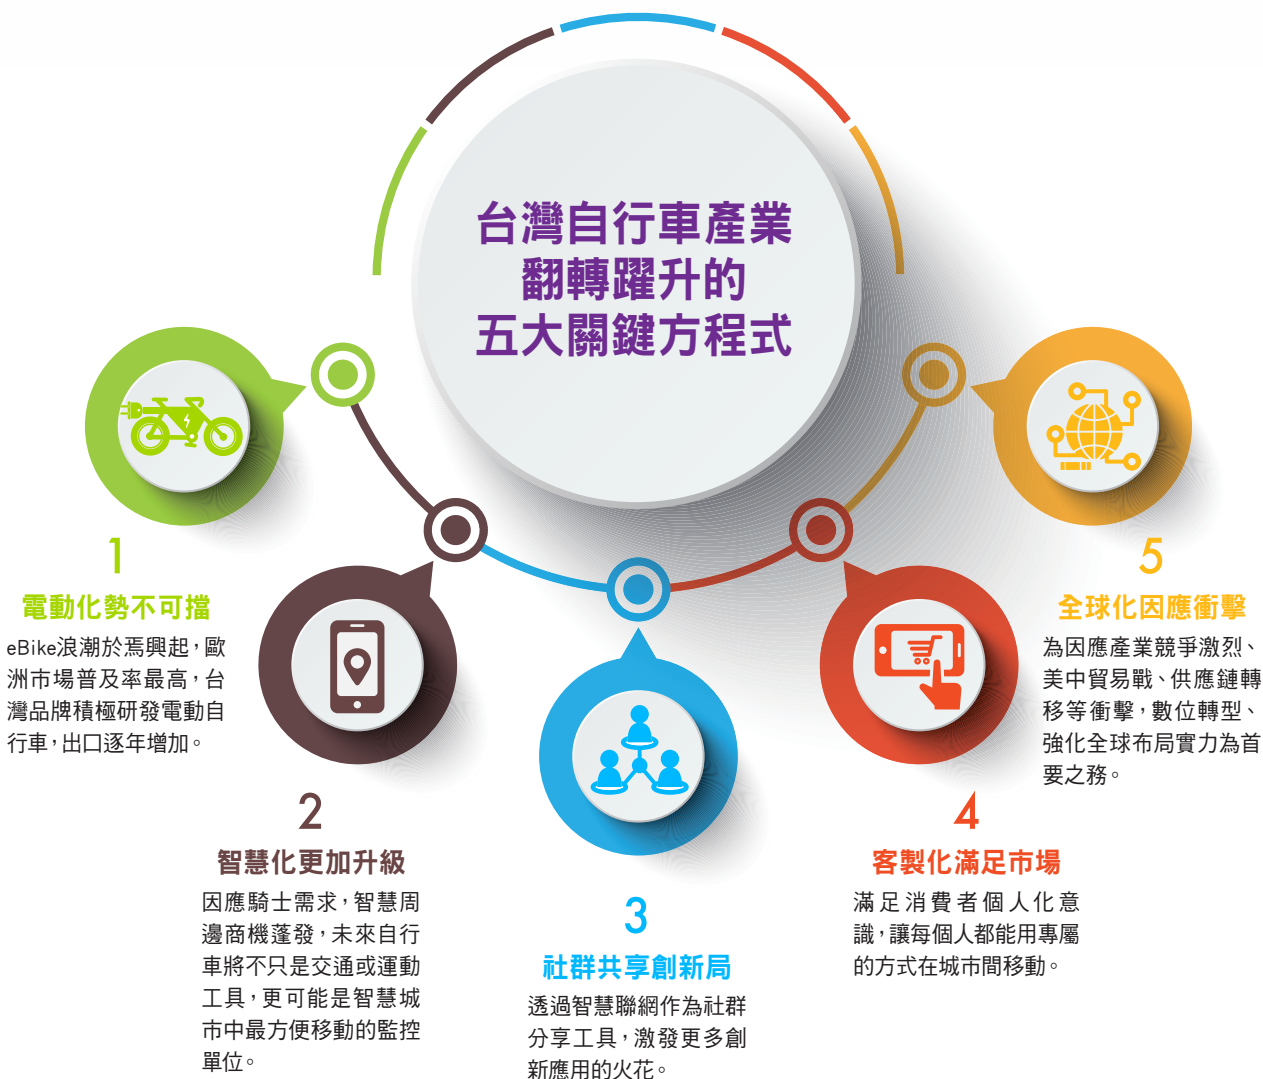 台灣自行車產業
翻轉躍升的
五大關鍵方程式
1
電動化勢不可擋
eBike浪潮於焉興起，歐
洲市場普及率最高，台
灣品牌積極研發電動自
行車，出口逐年增加。
2
智慧化更加升級
因應騎士需求，智慧周
邊商機蓬發，未來自行
車將不只是交通或運動
工具，更可能是智慧城
市中最方便移動的監控
單位。
3
社群共享創新局
透過智慧聯網作為社群
分享工具，激發更多創
新應用的火花。
4
客製化滿足市場
滿足消費者個人化意
識，讓每個人都能用專屬
的方式在城市間移動。
5
全球化因應衝擊
為因應產業競爭激烈、
美中貿易戰、供應鏈轉
移等衝擊，數位轉型、
強化全球布局實力為首
要之務。